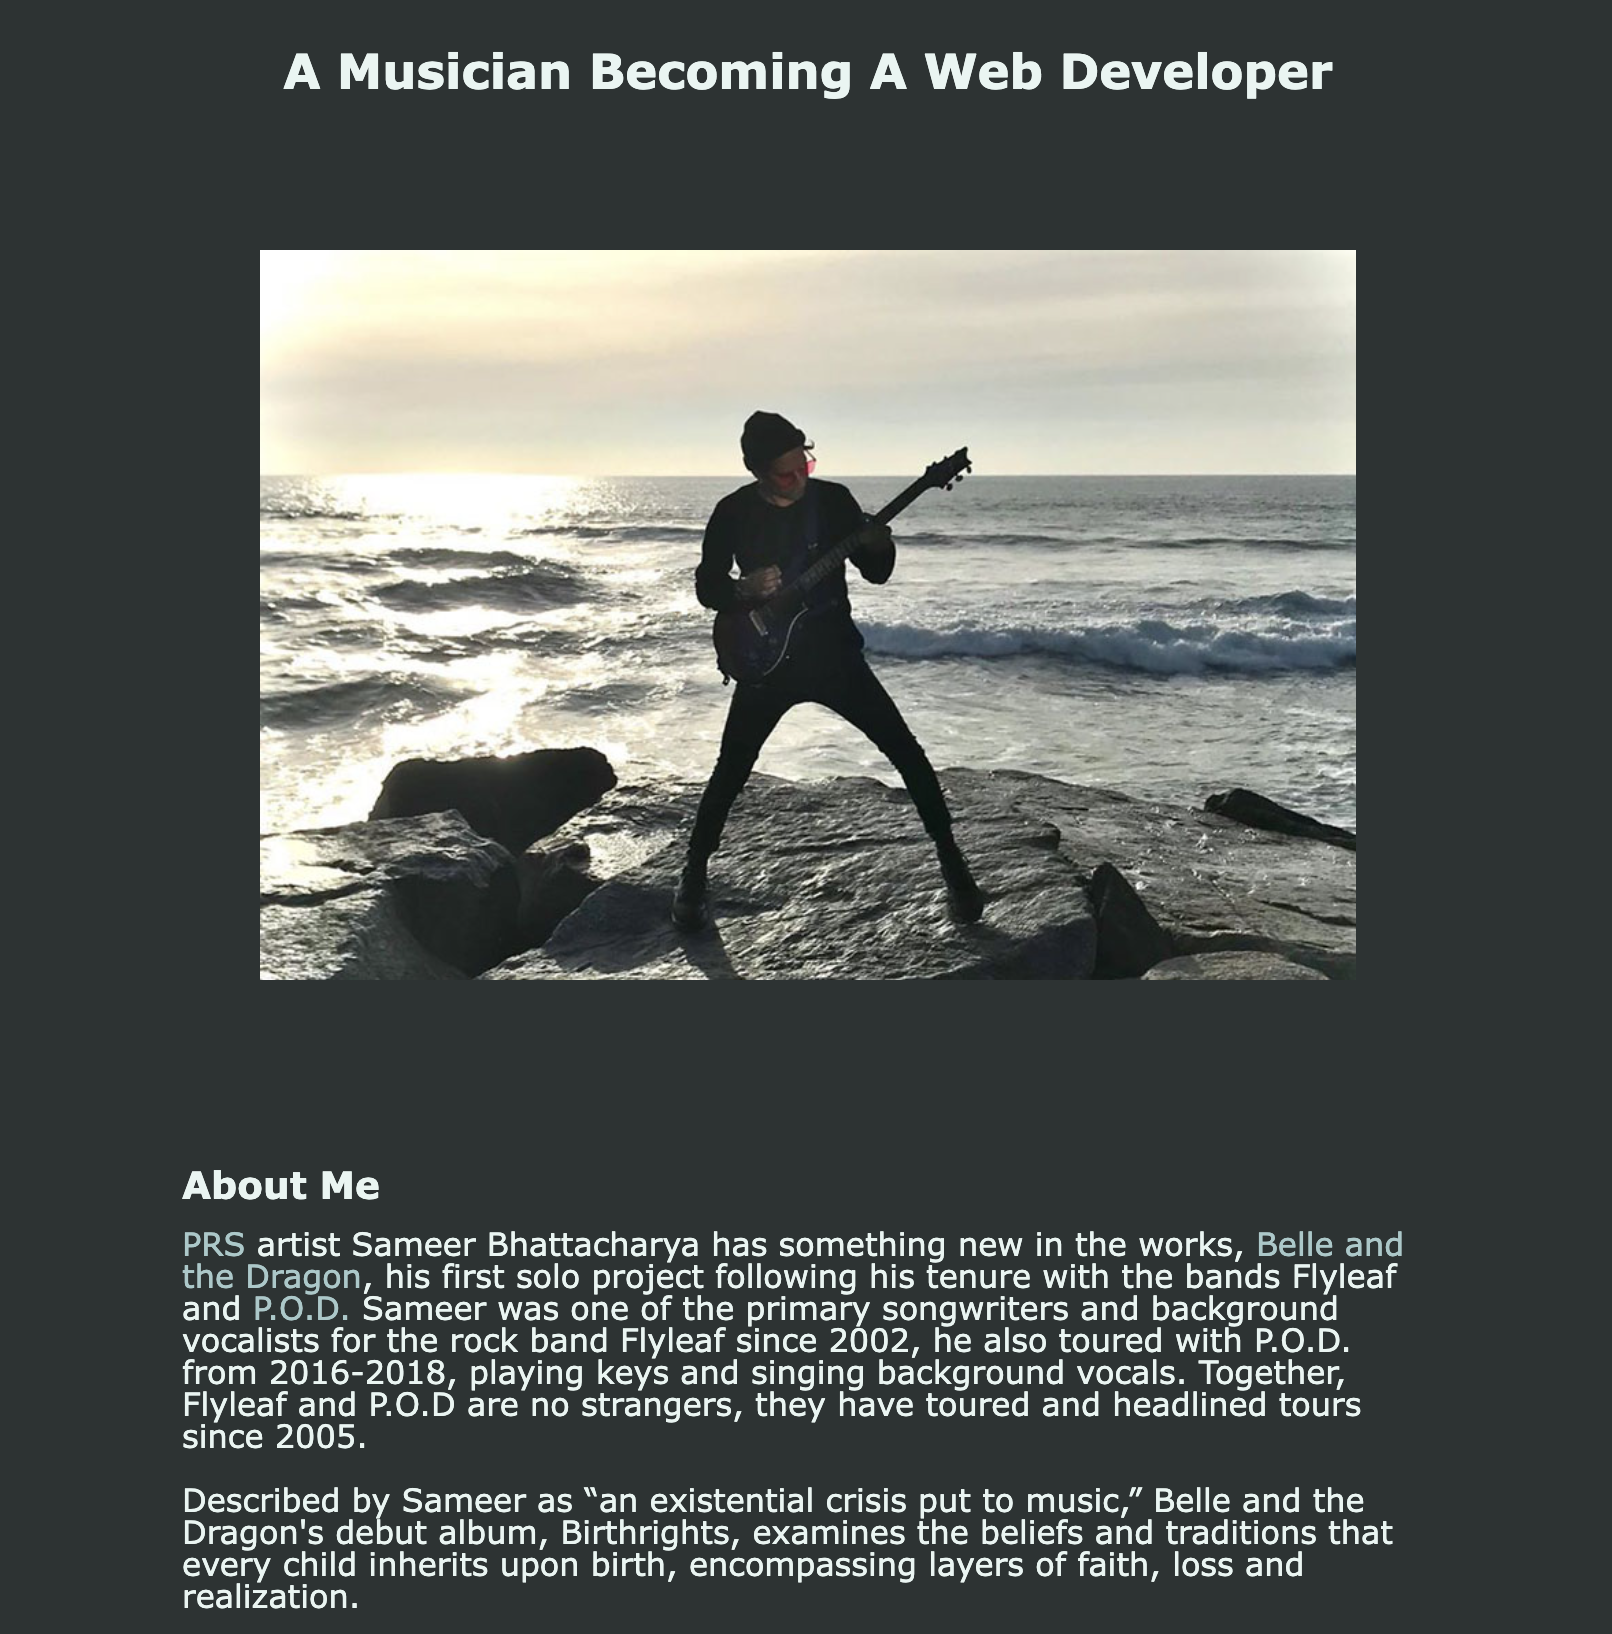 A Musician Becoming A Web Developer
About Me
PRS artist Sameer Bhattacharya has something new in the works, Belle and
the Dragon, his first solo project following his tenure with the bands Flyleaf
and P.O.D. Sameer was one of the primary songwriters and background
vocalists for the rock band Flyleaf since 2002, he also toured with P.O.D.
from 2016-2018, playing keys and singing background vocals. Together,
Flyleaf and P.O.D are no strangers, they have toured and headlined tours
since 2005.
Described by Sameer as “an existential crisis put to music,” Belle and the
Dragon's debut album, Birthrights, examines the beliefs and traditions that
every child inherits upon birth, encompassing layers of faith, loss and
realization.